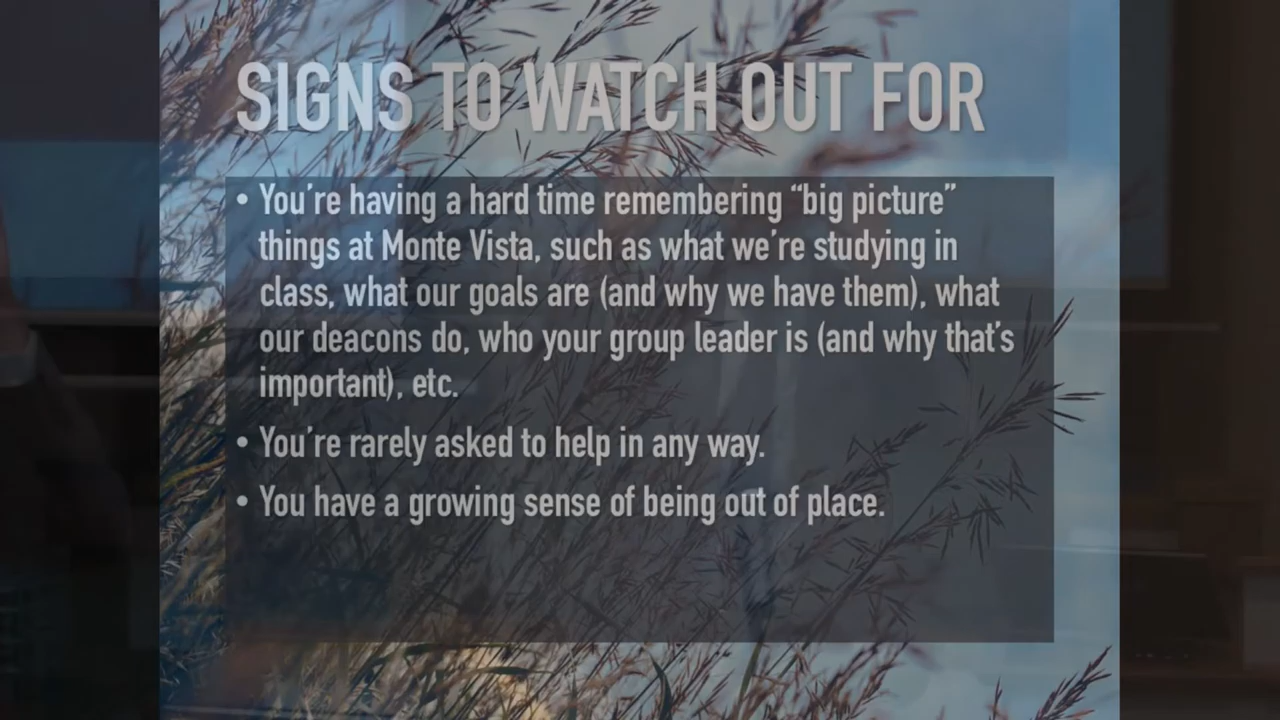 SIGNS TO WATCH OUT FOR
• You're having a hard time remembering “big picture”
things at Monte Vista, such as what we're studying in
class, what our goals are (and why we have them), what
our deacons do, who your group leader is (and why that's
important), etc.
• You're rarely asked to help in any way.
• You have a growing sense of being out of place.